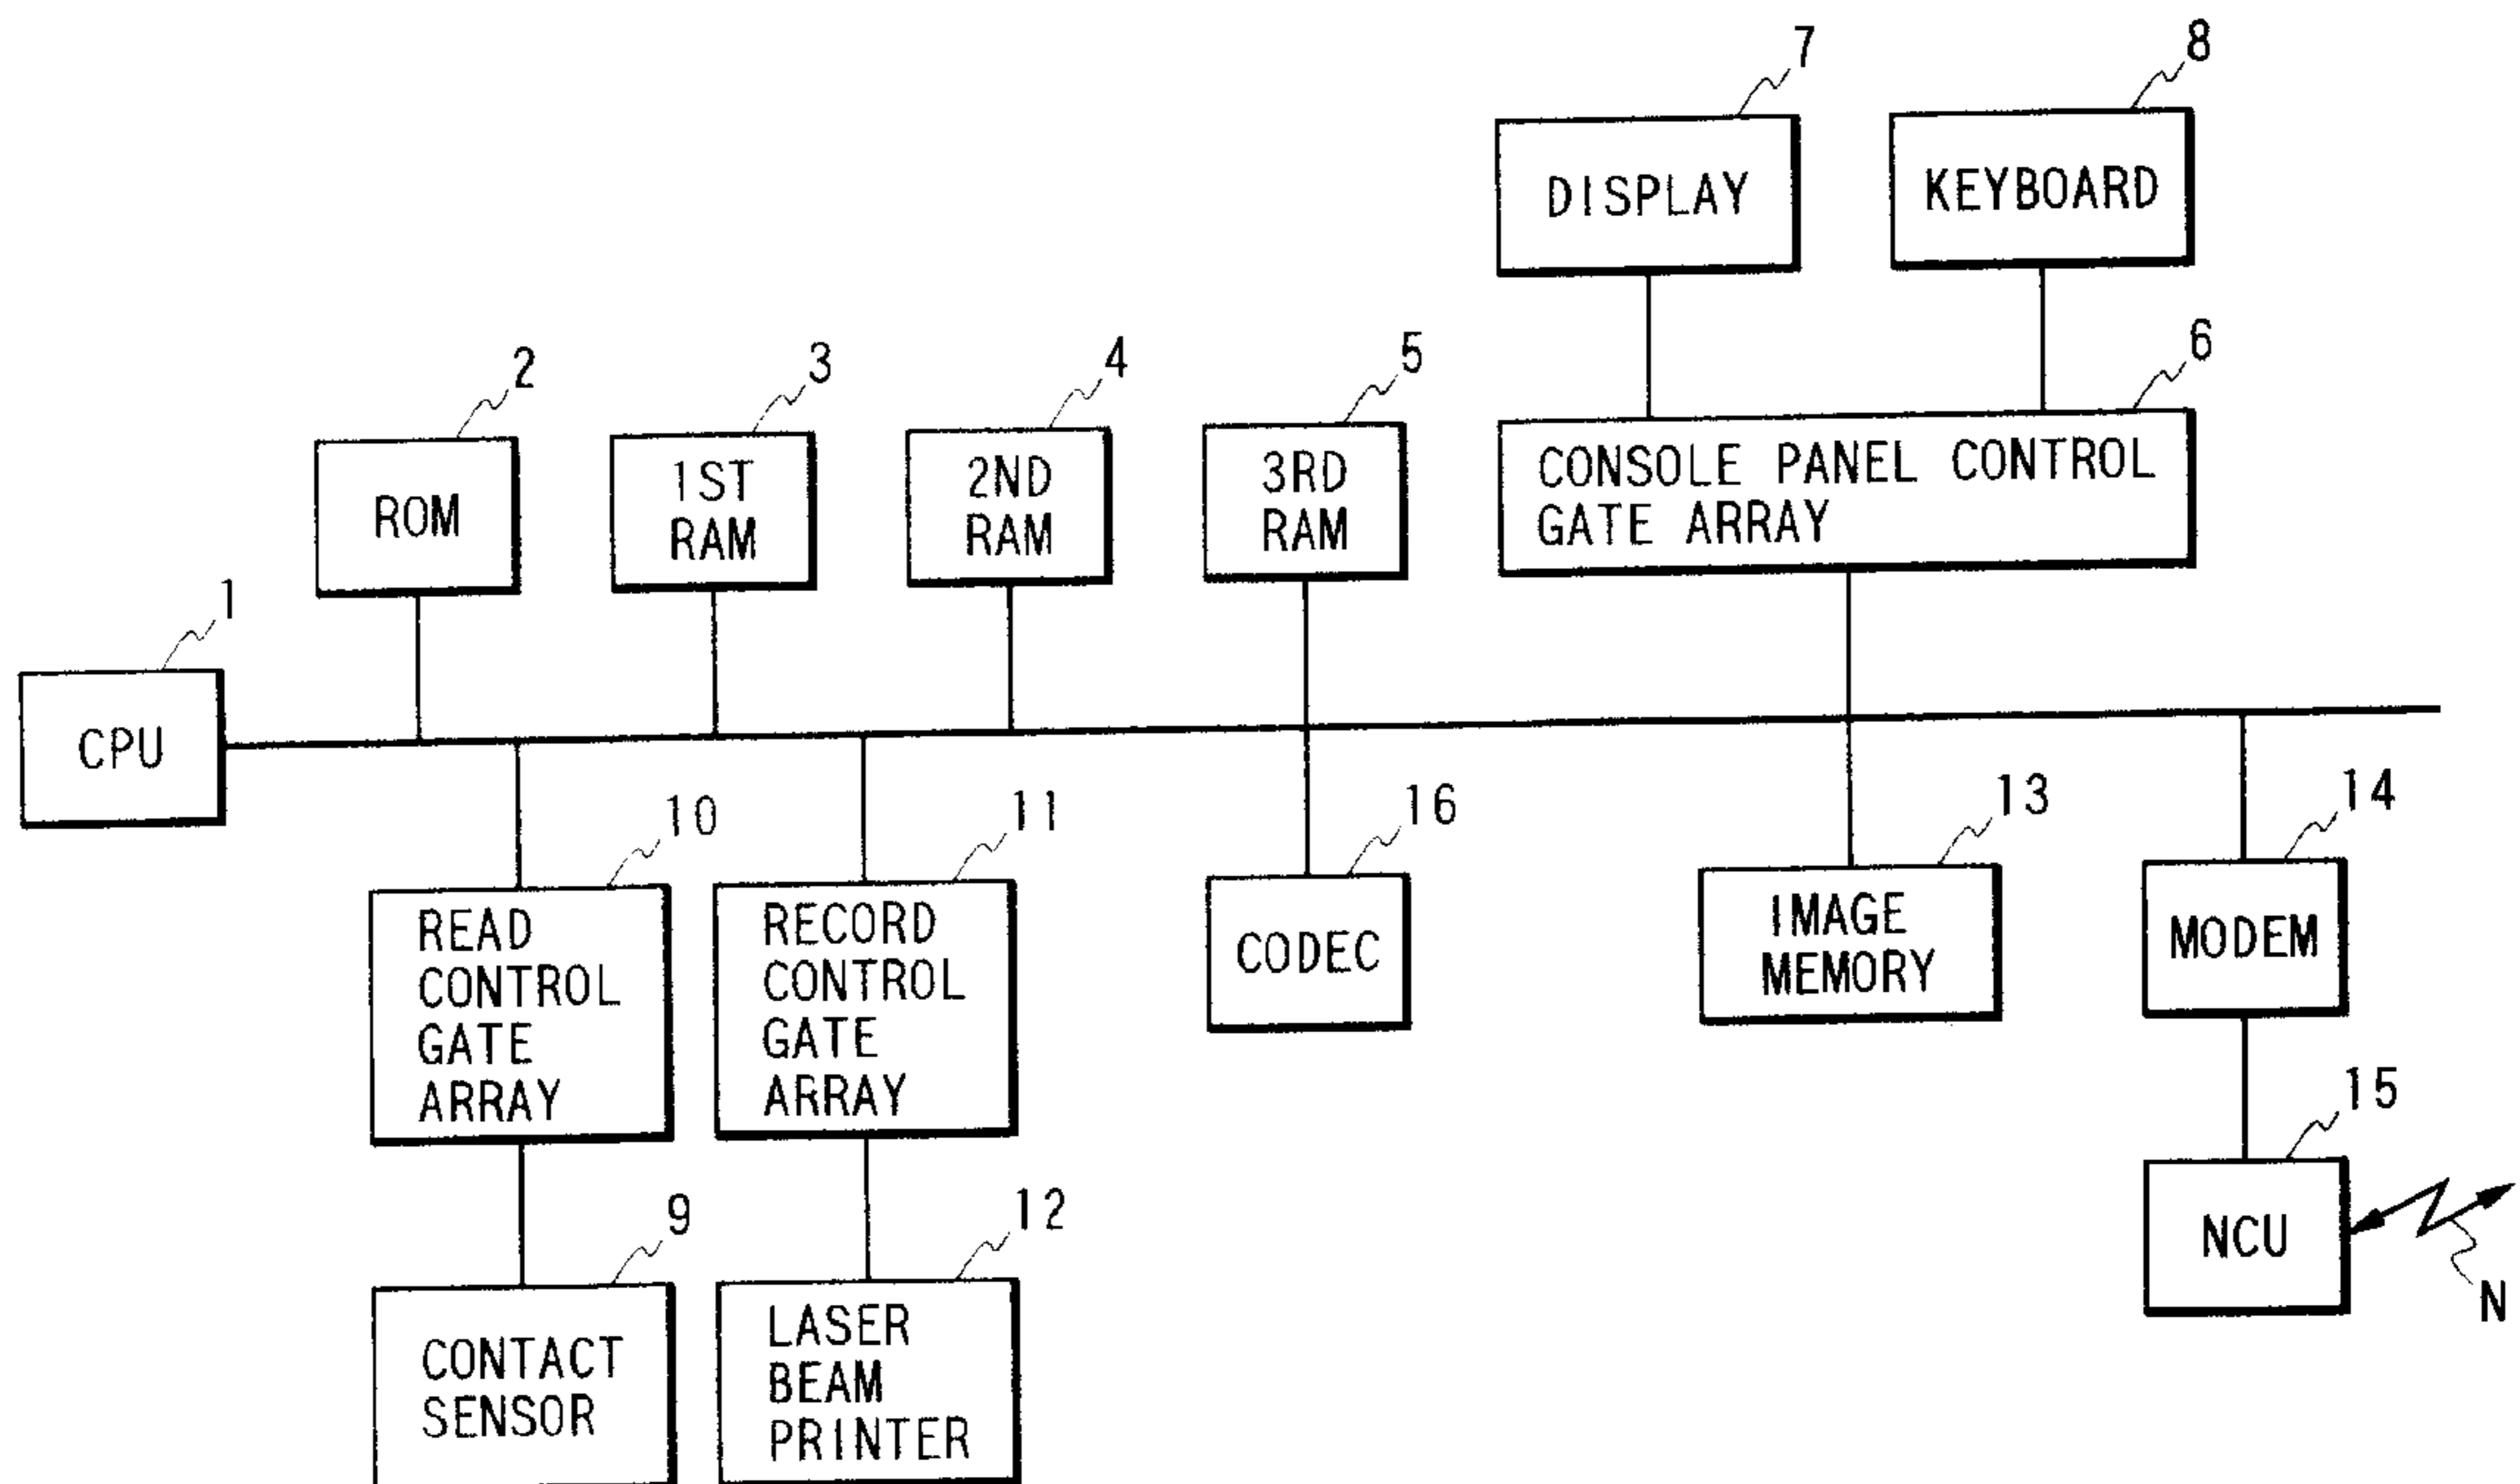 7
8
DISPLAY
KEYBOARD
2
3
4
5
6
ROM
1ST
RAM
2ND
RAM
3RD
RAM
CONSOLE PANEL CONTROL
GATE ARRAY
1
CPU
10
11
16
13
14
READ
CONTROL
GATE
ARRAY
RECORD
CONTROL
GATE
ARRAY
CODEC
IMAGE
MEMORY
MODEM
9
12
15
CONTACT
SENSOR
LASER
BEAM
PRINTER
NCU
N